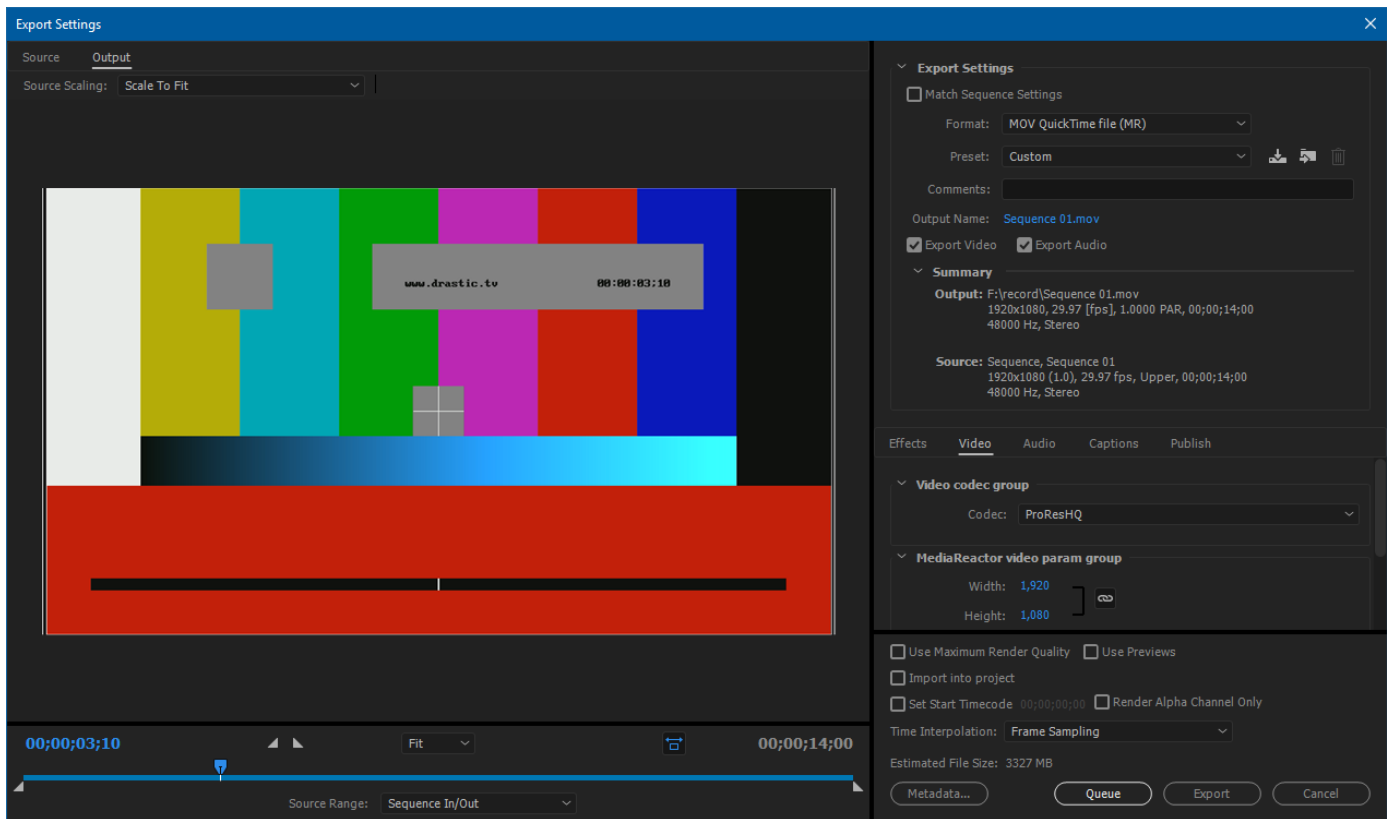 Export Settings
Source Output
Source Scaling: Scale To Fit
www.drastic.tv 00:00:03;10
00;00;03;10 Fit 00;00;14;00
Source Range: Sequence In/Out
Export Settings
Match Sequence Settings
Format: MOV QuickTime file (MR)
Preset: Custom
Comments:
Output Name: Sequence 01.mov
Export Video Export Audio
Summary
Output: F:\record\Sequence 01.mov
1920x1080, 29.97 [fps], 1.0000 PAR, 00;00;14;00
48000 Hz, Stereo
Source: Sequence, Sequence 01
1920x1080 (1.0), 29.97 fps, Upper, 00;00;14;00
48000 Hz, Stereo
Effects Video Audio Captions Publish
Video codec group
Codec: ProResHQ
MediaReactor video param group
Width: 1,920
Height: 1,080
Use Maximum Render Quality Use Previews
Import into project
Set Start Timecode 00;00;00;00 Render Alpha Channel Only
Time Interpolation: Frame Sampling
Estimated File Size: 3327 MB
Metadata... Queue Export Cancel